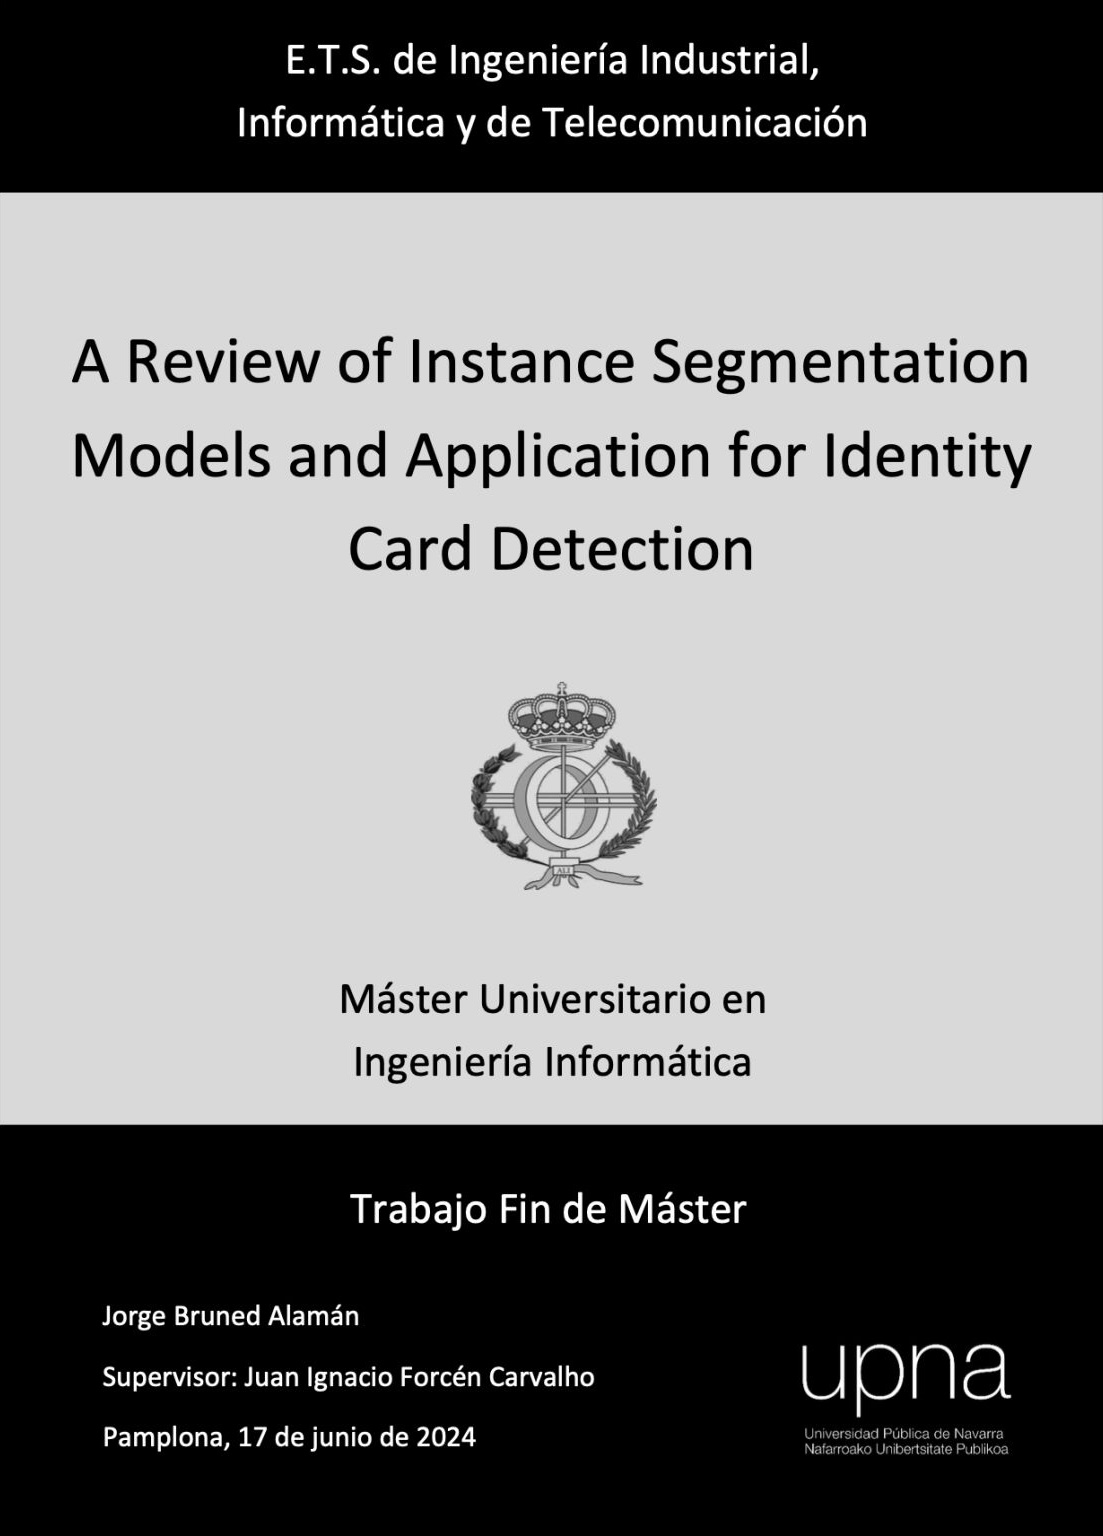 E.T.S. de Ingeniería Industrial,
Informática y de Telecomunicación
A Review of Instance Segmentation
Models and Application for Identity
Card Detection
Máster Universitario en
Ingeniería Informática
Trabajo Fin de Máster
Jorge Bruned Alamán
Supervisor: Juan Ignacio Forcén Carvalho
Pamplona, 17 de junio de 2024
upna
Universidad Pública de Navarra
Nafarroako Unibertsitate Publikoa